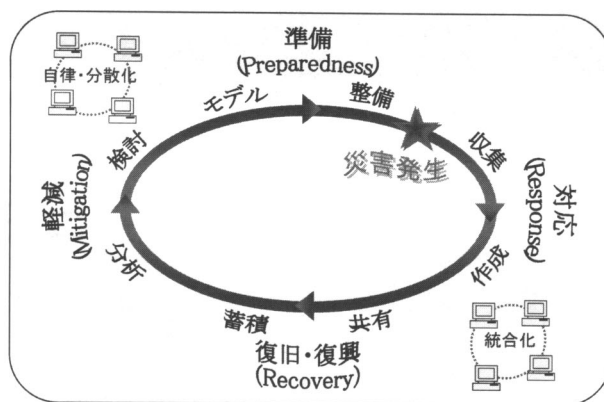 準備
(Preparedness)
自律・分散化
モデル
整備
検討
災害発生
収集
軽減
(Mitigation)
対応
(Response)
分析
作成
蓄積
共有
統合化
復旧・復興
(Recovery)